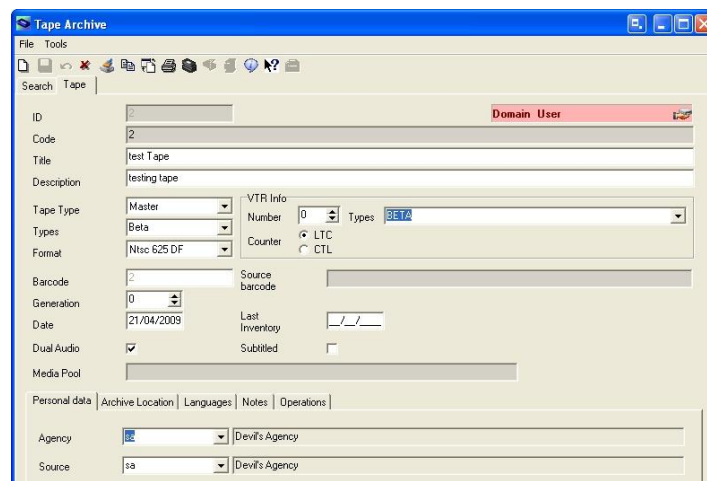 Tape Archive
File Tools
Search Tape
ID 2 Domain User
Code 2
Title test Tape
Description testing tape
Tape Type Master VTR Info
Number 0 Types BETA
Types Beta
Counter LTC
CTL
Format Ntsc 625 DF
Barcode 2 Source barcode
Generation 0
Date 21/04/2009 Last Inventory __/__/____
Dual Audio Subtitled
Media Pool
Personal data Archive Location Languages Notes Operations
Agency sa Devil's Agency
Source sa Devil's Agency